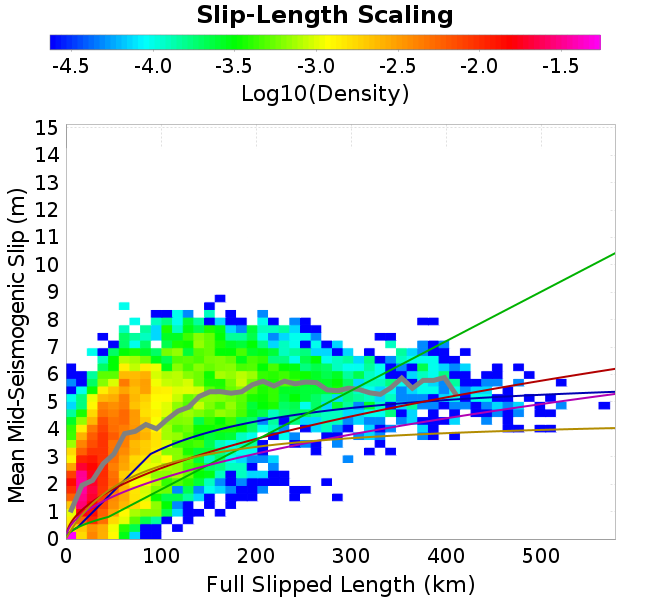 Slip-Length Scaling
-4.5 -4.0 -3.5 -3.0 -2.5 -2.0 -1.5
Log10(Density)
15
14
13
12
11
10
9
8
7
6
5
4
3
2
1
0
Mean Mid-Seismogenic Slip (m)
0 100 200 300 400 500
Full Slipped Length (km)